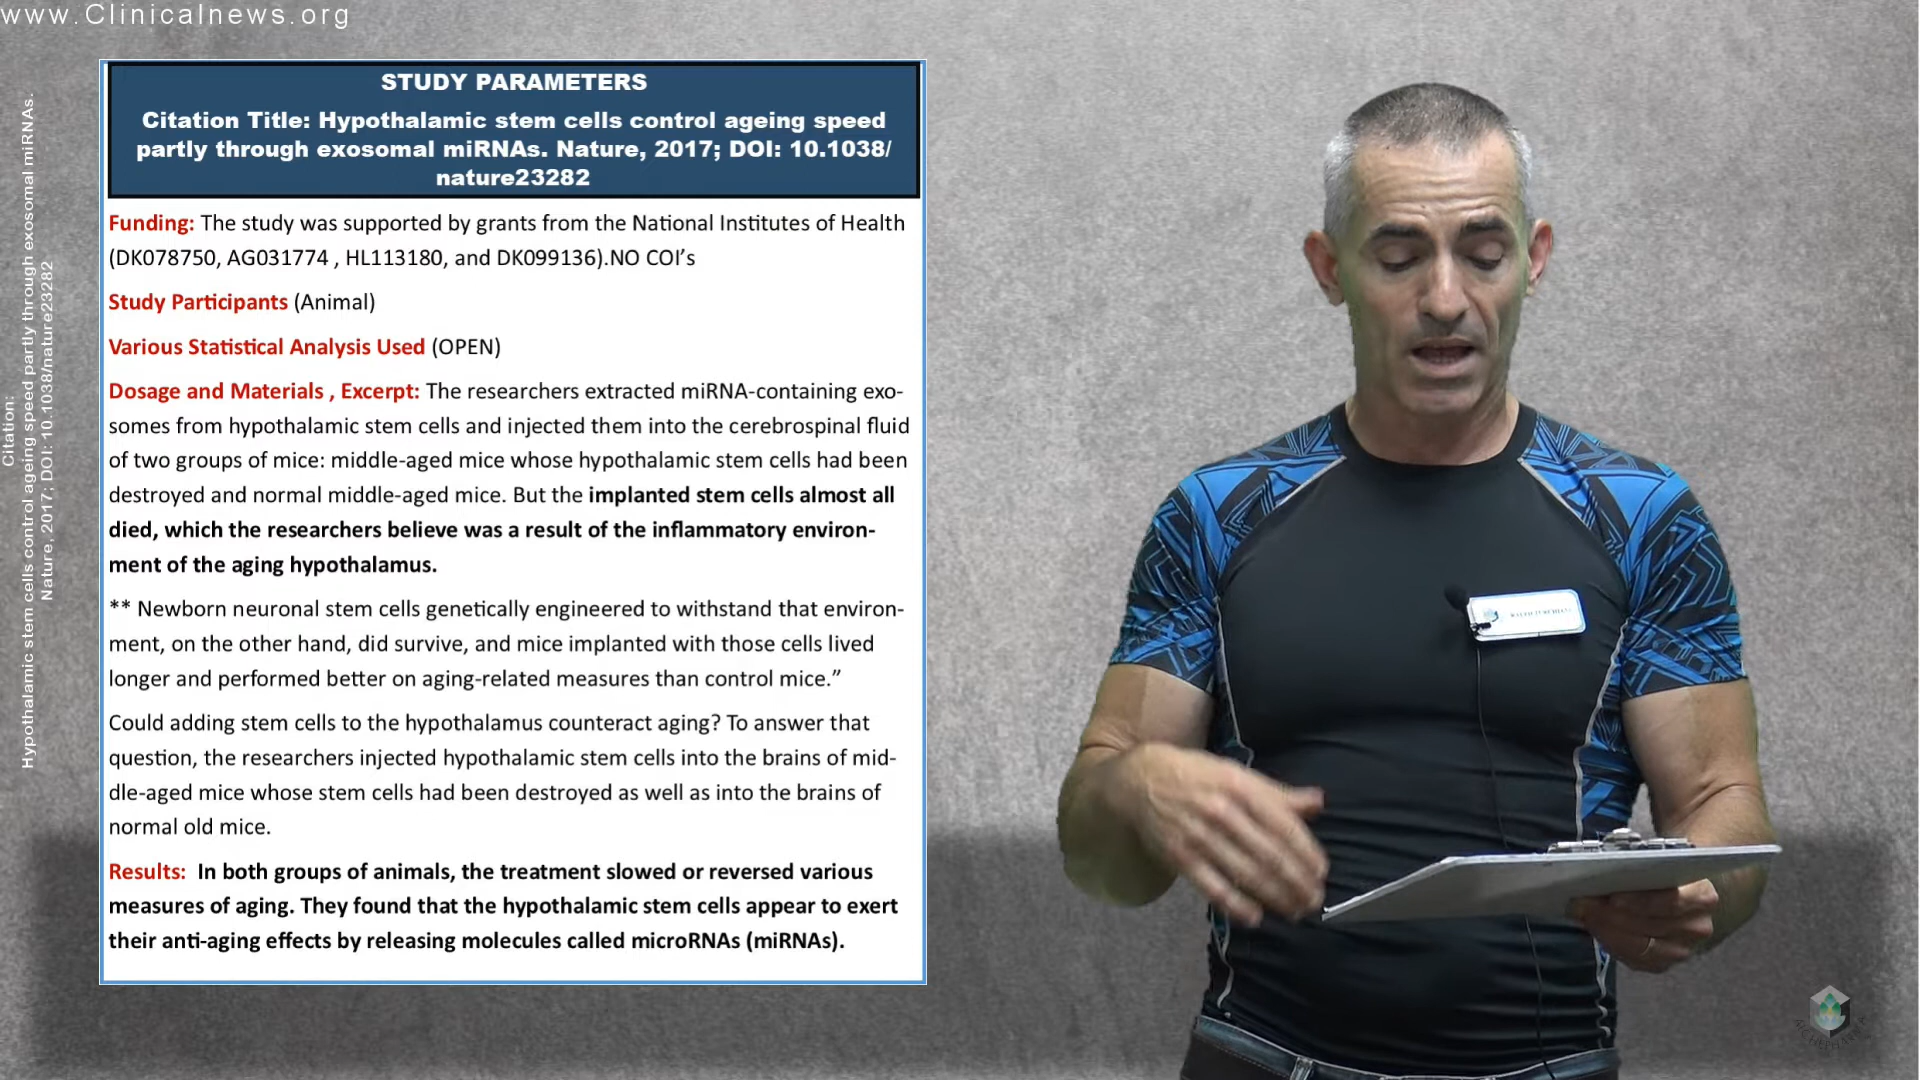 www.Clinicalnews.org
Citation:
Hypothalamic stem cells control ageing speed partly through exosomal miRNAs.
Nature, 2017; DOI: 10.1038/nature23282
STUDY PARAMETERS
Citation Title: Hypothalamic stem cells control ageing speed
partly through exosomal miRNAs. Nature, 2017; DOI: 10.1038/
nature23282
Funding: The study was supported by grants from the National Institutes of Health
(DK078750, AG031774 , HL113180, and DK099136).NO COI’s
Study Participants (Animal)
Various Statistical Analysis Used (OPEN)
Dosage and Materials , Excerpt: The researchers extracted miRNA-containing exo-
somes from hypothalamic stem cells and injected them into the cerebrospinal fluid
of two groups of mice: middle-aged mice whose hypothalamic stem cells had been
destroyed and normal middle-aged mice. But the implanted stem cells almost all
died, which the researchers believe was a result of the inflammatory environ-
ment of the aging hypothalamus.
** Newborn neuronal stem cells genetically engineered to withstand that environ-
ment, on the other hand, did survive, and mice implanted with those cells lived
longer and performed better on aging-related measures than control mice.”
Could adding stem cells to the hypothalamus counteract aging? To answer that
question, the researchers injected hypothalamic stem cells into the brains of mid-
dle-aged mice whose stem cells had been destroyed as well as into the brains of
normal old mice.
Results:  In both groups of animals, the treatment slowed or reversed various
measures of aging. They found that the hypothalamic stem cells appear to exert
their anti-aging effects by releasing molecules called microRNAs (miRNAs).